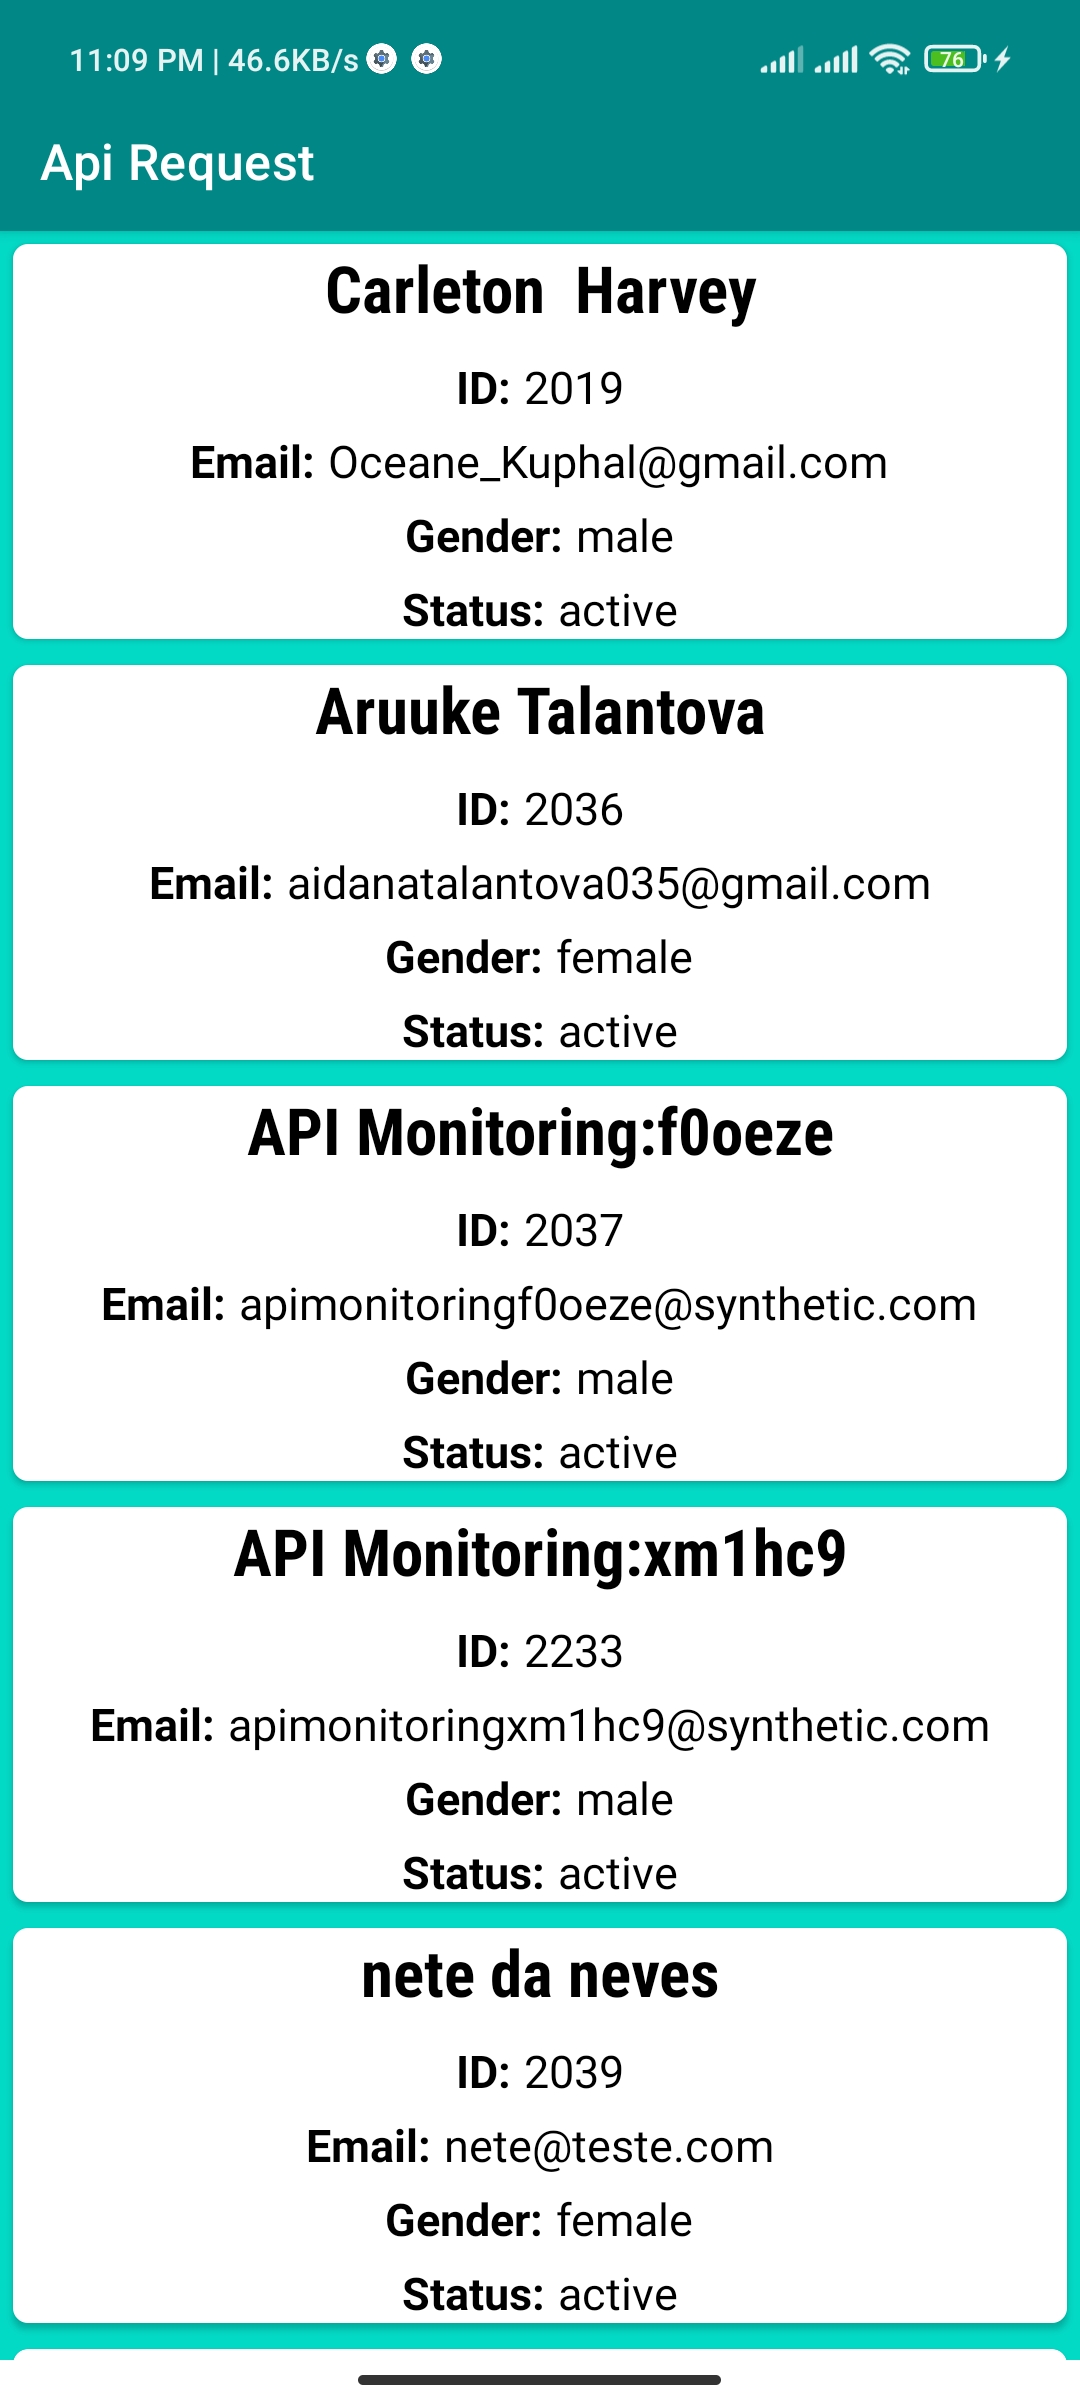 11:09 PM | 46.6KB/s 76
Api Request
Carleton  Harvey
ID: 2019
Email: Oceane_Kuphal@gmail.com
Gender: male
Status: active
Aruuke Talantova
ID: 2036
Email: aidanatalantova035@gmail.com
Gender: female
Status: active
API Monitoring:f0oeze
ID: 2037
Email: apimonitoringf0oeze@synthetic.com
Gender: male
Status: active
API Monitoring:xm1hc9
ID: 2233
Email: apimonitoringxm1hc9@synthetic.com
Gender: male
Status: active
nete da neves
ID: 2039
Email: nete@teste.com
Gender: female
Status: active